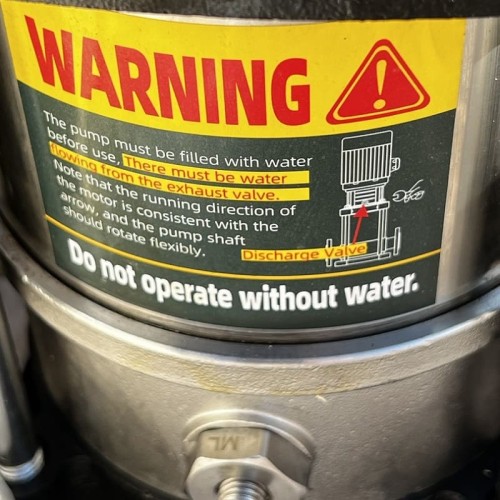 WARNING
The pump must be filled with water
before use, There must be water
flowing from the exhaust valve.
Note that the running direction of
the motor is consistent with the
arrow, and the pump shaft
should rotate flexibly.
Discharge Valve
Do not operate without water.
ML